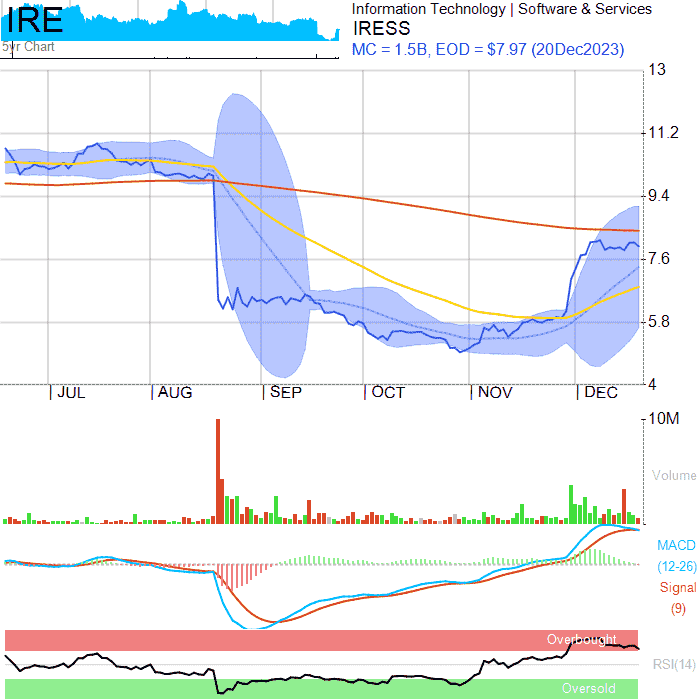 IRE
5yr Chart
Information Technology | Software & Services
IRESS
MC = 1.5B, EOD = $7.97 (20Dec2023)
13
11.2
9.4
7.6
5.8
4
JUL AUG SEP OCT NOV DEC
10M
Volume
MACD
(12-26)
Signal
(9)
Overbought
RSI(14)
Oversold